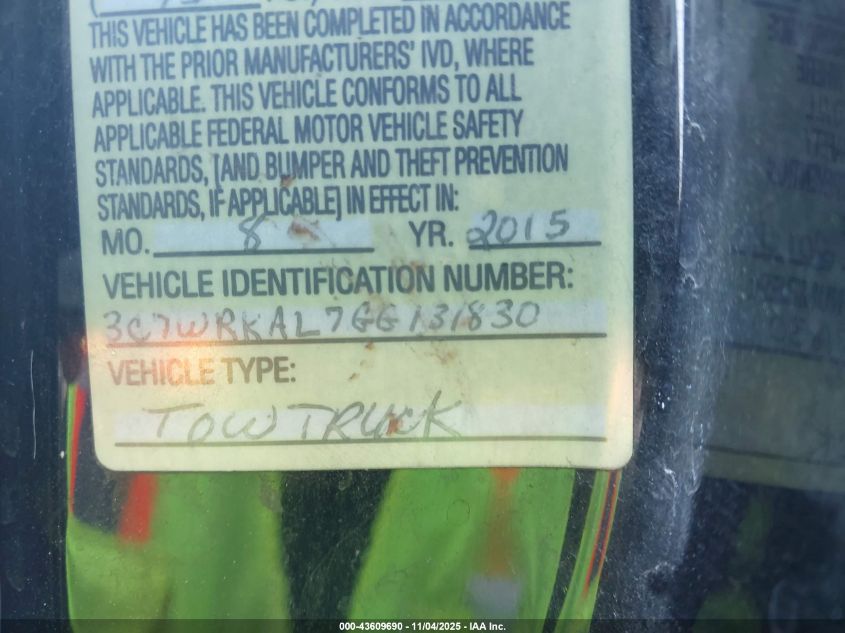 THIS VEHICLE HAS BEEN COMPLETED IN ACCORDANCE
WITH THE PRIOR MANUFACTURERS' IVD, WHERE
APPLICABLE. THIS VEHICLE CONFORMS TO ALL
APPLICABLE FEDERAL MOTOR VEHICLE SAFETY
STANDARDS, [AND BUMPER AND THEFT PREVENTION
STANDARDS, IF APPLICABLE] IN EFFECT IN:
MO. 8 YR. 2015
VEHICLE IDENTIFICATION NUMBER:
3C7WRKAL7GG131830
VEHICLE TYPE:
TOW TRUCK
000-43609690 - 11/04/2025 - IAA Inc.